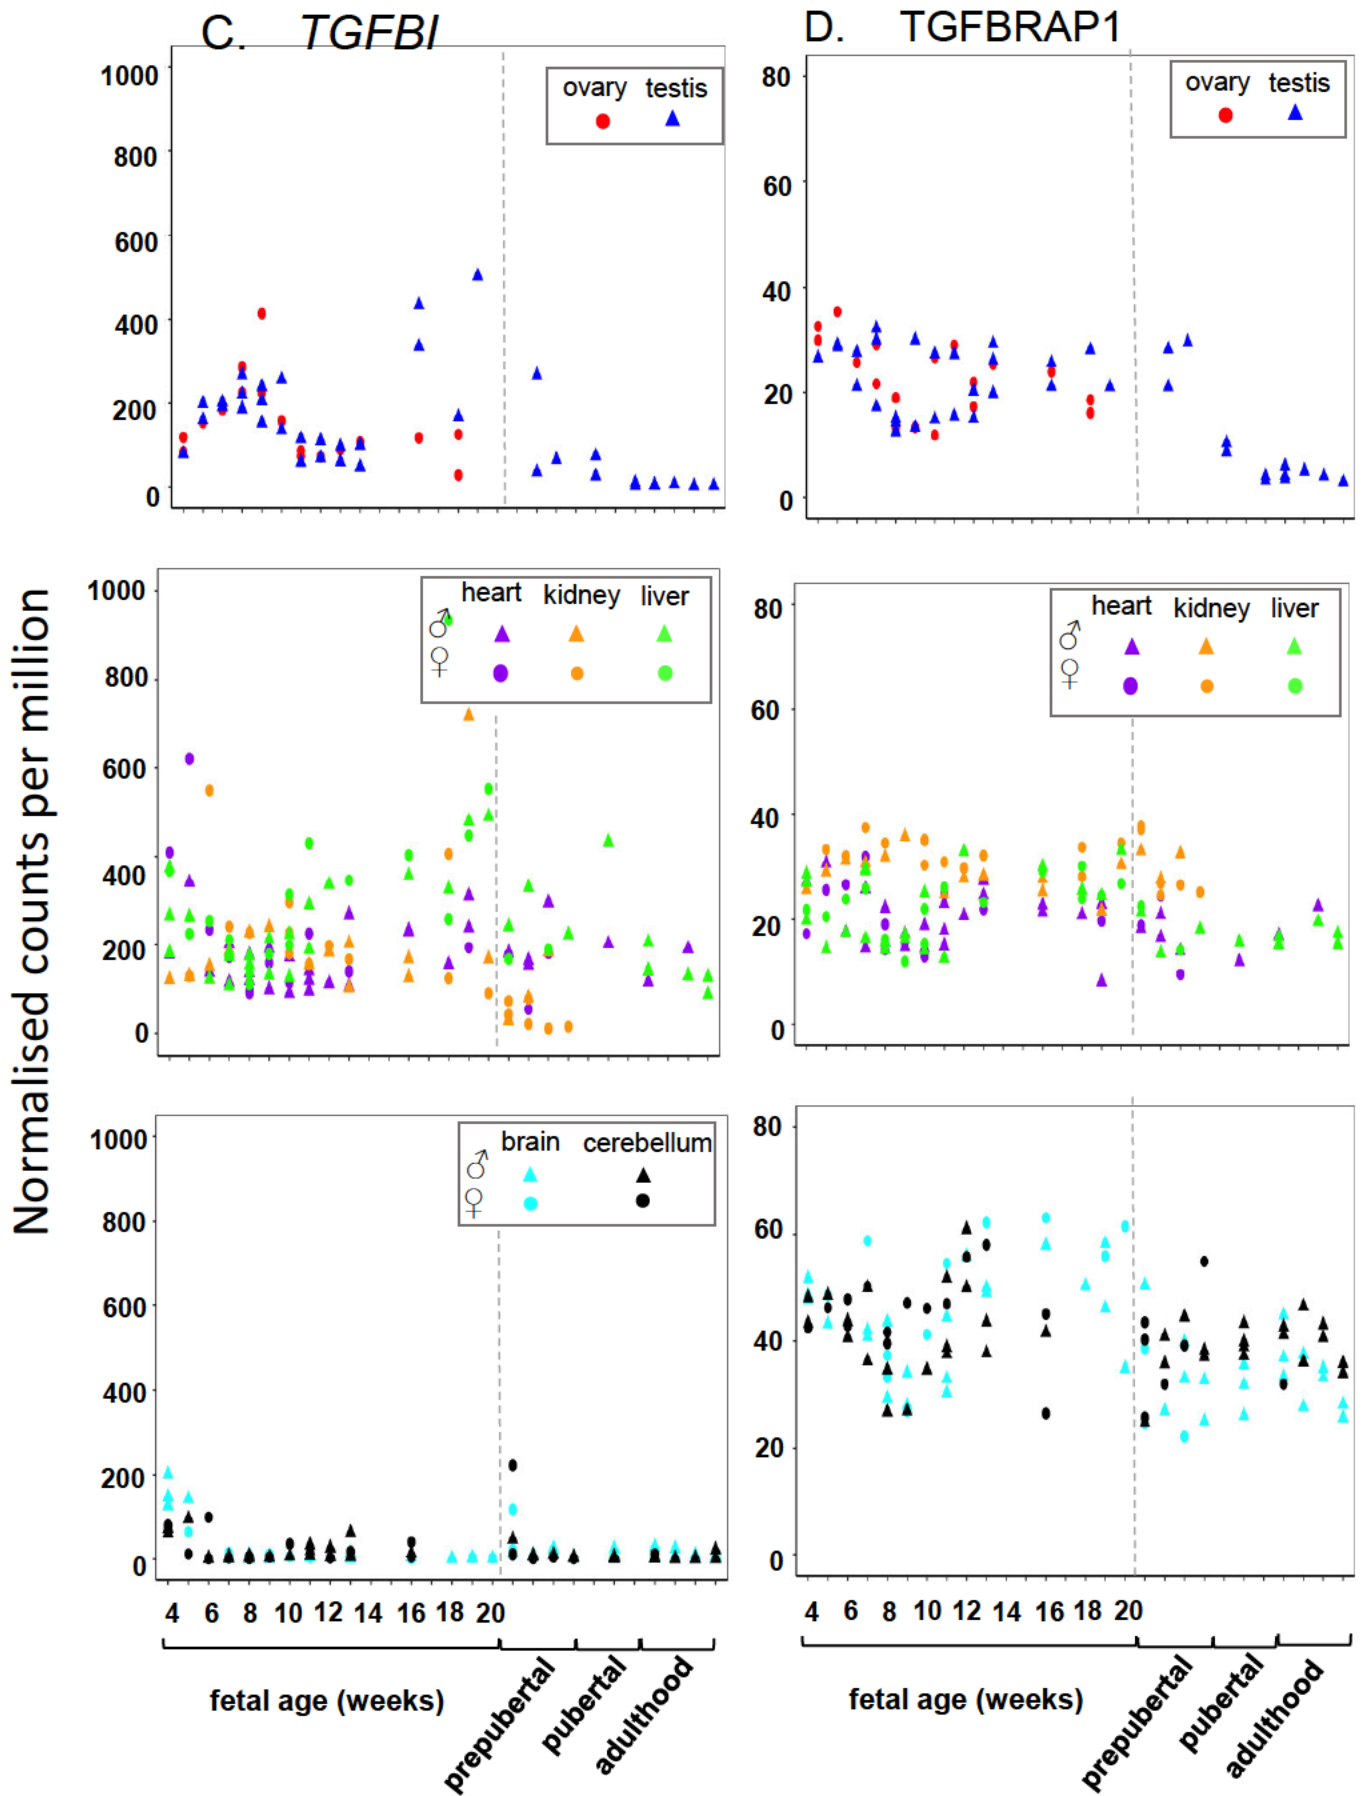 C. TGFBI
D. TGFBRAP1
Normalised counts per million
1000
800
600
400
200
0
ovary testis
80
60
40
20
0
ovary testis
1000
800
600
400
200
0
heart kidney liver
♂
♀
80
60
40
20
0
heart kidney liver
♂
♀
1000
800
600
400
200
0
brain cerebellum
♂
♀
80
60
40
20
0
4 6 8 10 12 14 16 18 20
fetal age (weeks)
prepubertal
pubertal
adulthood
4 6 8 10 12 14 16 18 20
fetal age (weeks)
prepubertal
pubertal
adulthood